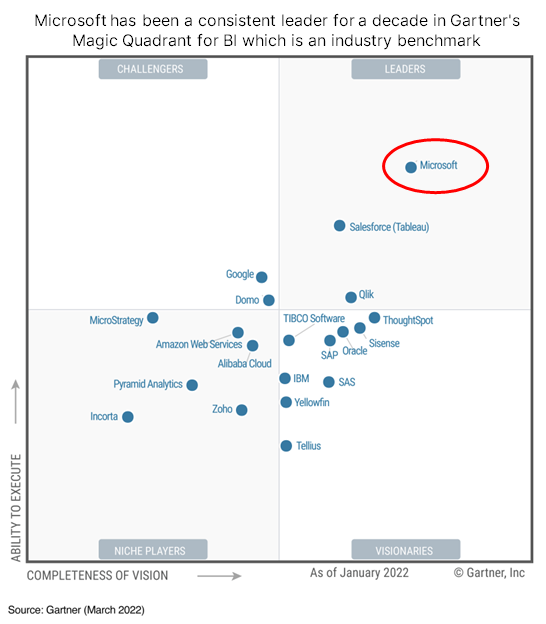 Microsoft has been a consistent leader for a decade in Gartner's
Magic Quadrant for BI which is an industry benchmark
CHALLENGERS
LEADERS
Microsoft
Salesforce (Tableau)
Google
Domo
Qlik
MicroStrategy
TIBCO Software
ThoughtSpot
Amazon Web Services
Sisense
Alibaba Cloud
SAP
Oracle
Pyramid Analytics
IBM
SAS
Incorta
Zoho
Yellowfin
Tellius
ABILITY TO EXECUTE
NICHE PLAYERS
VISIONARIES
COMPLETENESS OF VISION
As of January 2022
© Gartner, Inc
Source: Gartner (March 2022)